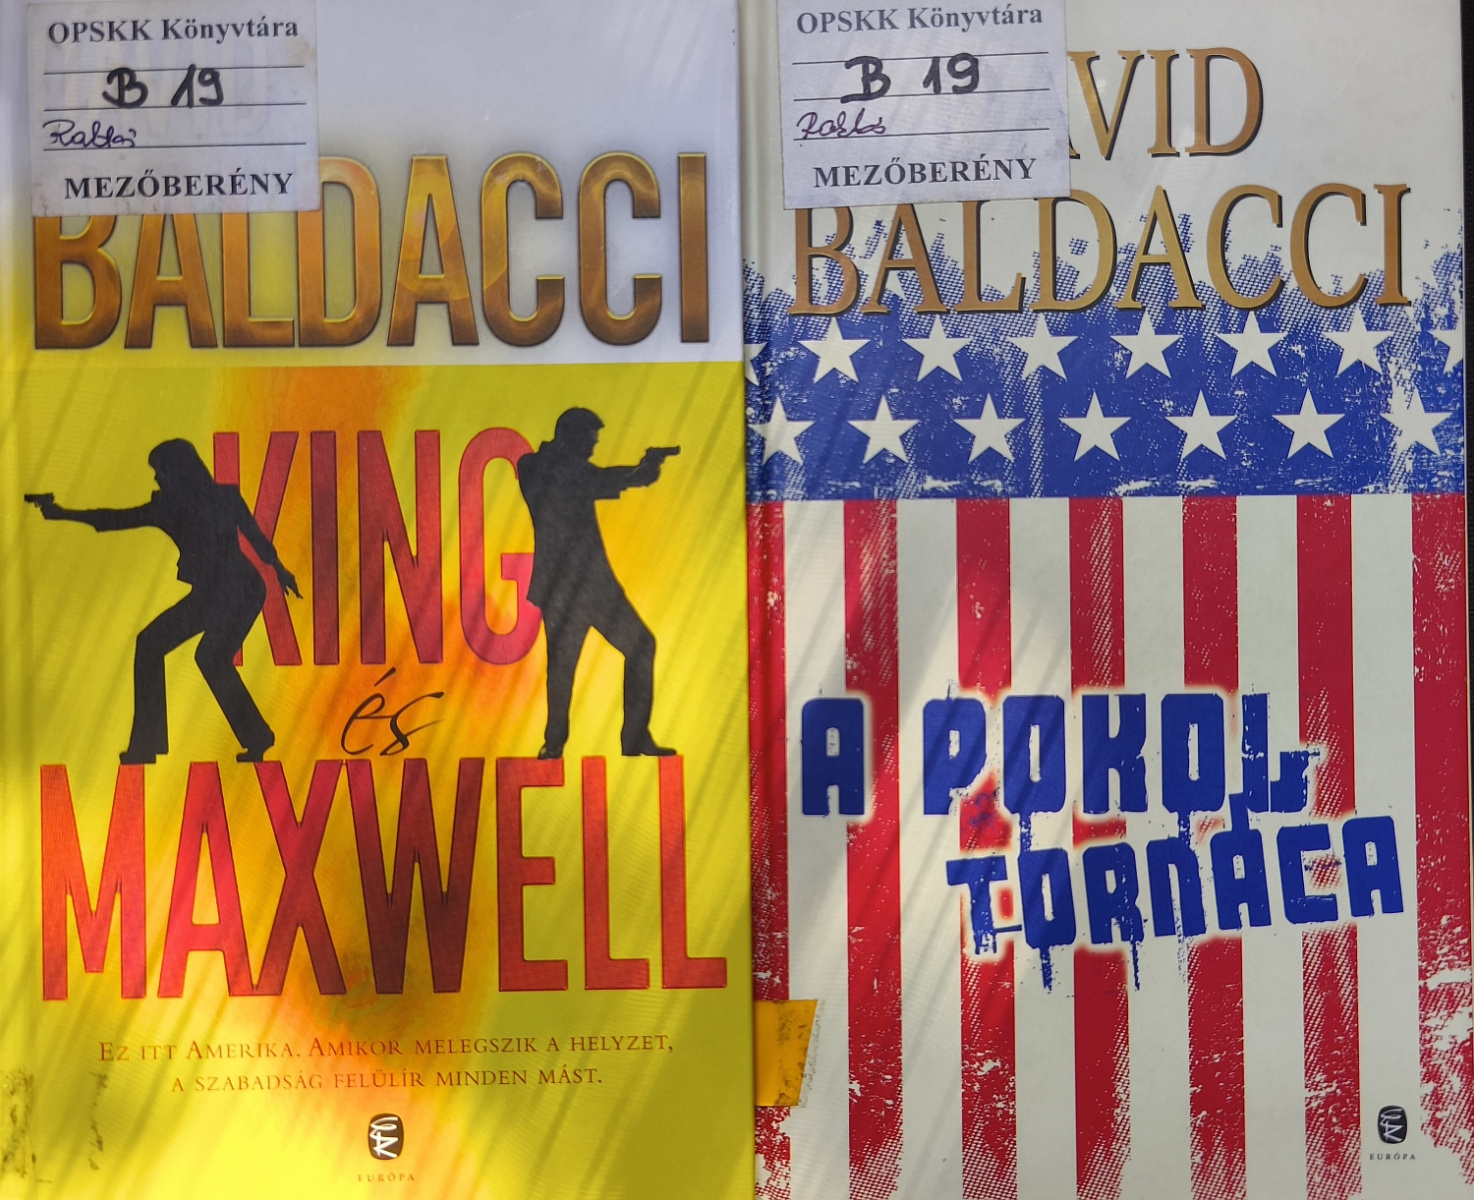 OPSKK Könyvtára
B 19
MEZŐBERÉNY
BALDACCI
KING
és
MAXWELL
EZ ITT AMERIKA. AMIKOR MELEGSZIK A HELYZET,
A SZABADSÁG FELÜLÍR MINDEN MÁST.
EURÓPA
OPSKK Könyvtára
B 19
MEZŐBERÉNY
AVID
BALDACCI
A POKOL
TORNÁCA
EURÓPA